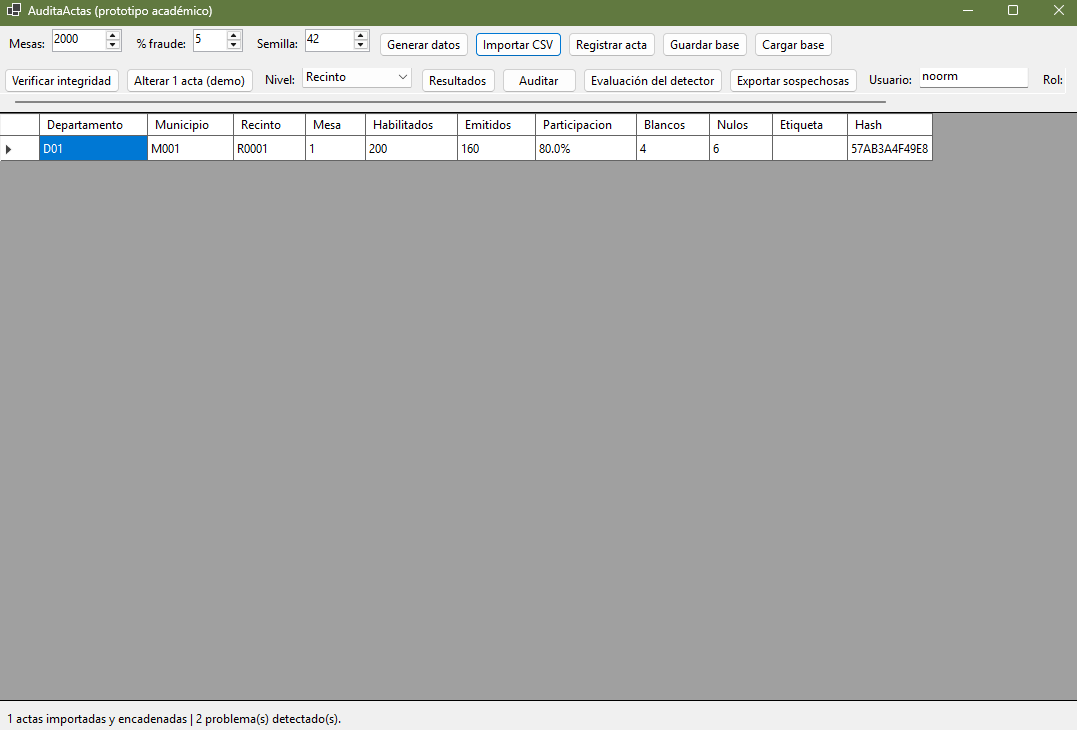 AuditaActas (prototipo académico)
Mesas: 2000 % fraude: 5 Semilla: 42 Generar datos Importar CSV Registrar acta Guardar base Cargar base
Verificar integridad Alterar 1 acta (demo) Nivel: Recinto Resultados Auditar Evaluación del detector Exportar sospechosas Usuario: noorm Rol:
Departamento Municipio Recinto Mesa Habilitados Emitidos Participacion Blancos Nulos Etiqueta Hash
D01 M001 R0001 1 200 160 80.0% 4 6 57AB3A4F49E8
1 actas importadas y encadenadas | 2 problema(s) detectado(s).